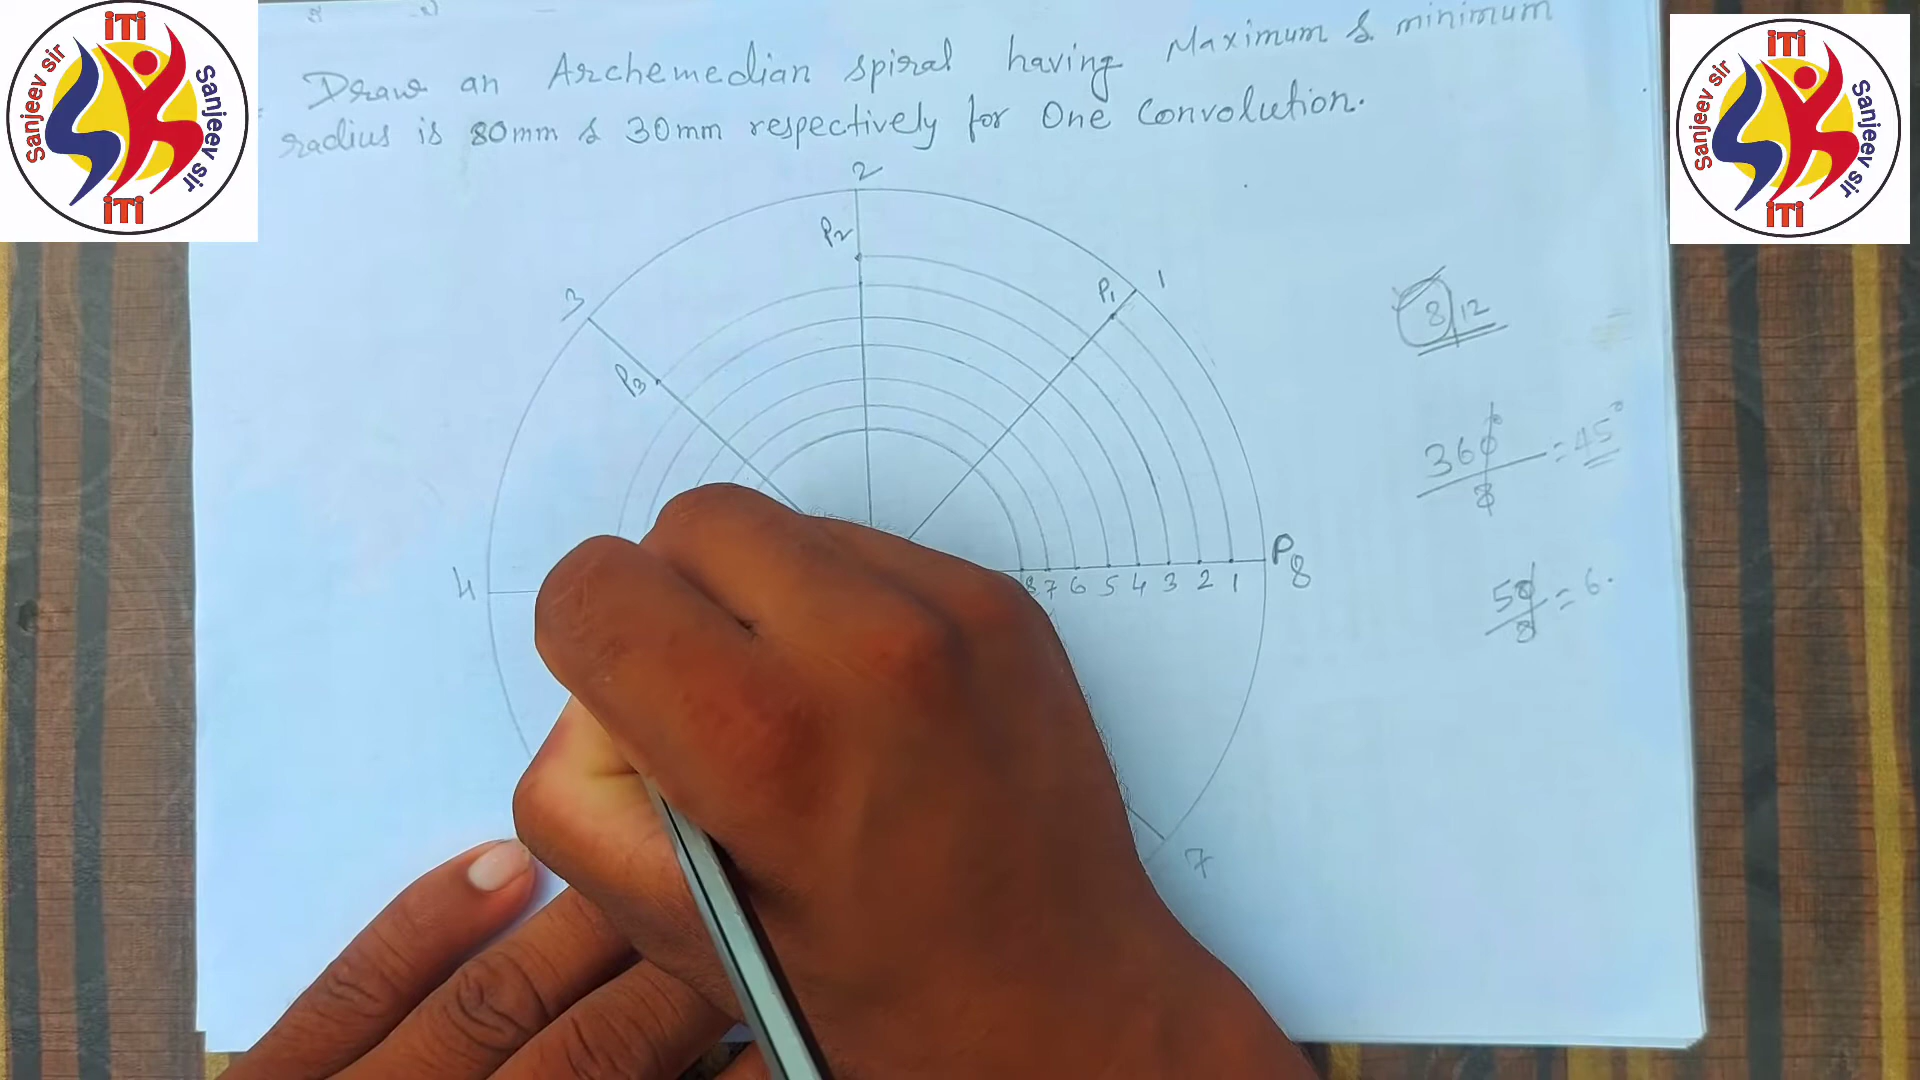 iTi
Sanjeev sir
Sanjeev sir
iTi
iTi
Sanjeev sir
Sanjeev sir
iTi
Draw an Archemedian spiral having Maximum & minimum
radius is 80mm & 30mm respectively for One Convolution.
2
P2
3
P1
1
P3
8 12
360°
8
= 45°
4
P8
8 7 6 5 4 3 2 1
50
8
= 6.
7